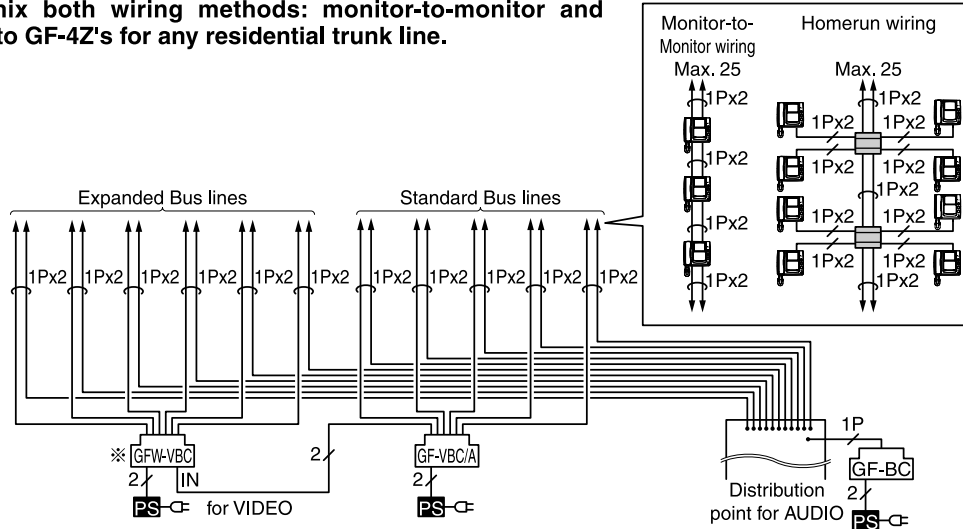 nix both wiring methods: monitor-to-monitor and
to GF-4Z's for any residential trunk line.
Monitor-to-
Monitor wiring
Max. 25
1Px2
1Px2
1Px2
1Px2
Homerun wiring
Max. 25
1Px2
1Px2 1Px2
1Px2 1Px2
1Px2
1Px2 1Px2
1Px2 1Px2
1Px2
Expanded Bus lines
Standard Bus lines
1Px2 1Px2 1Px2 1Px2 1Px2 1Px2 1Px2 1Px2 1Px2 1Px2 1Px2
※ GFW-VBC
2 IN
PS for VIDEO
2
GF-VBC/A
2
PS
1P
GF-BC
2
PS
Distribution
point for AUDIO